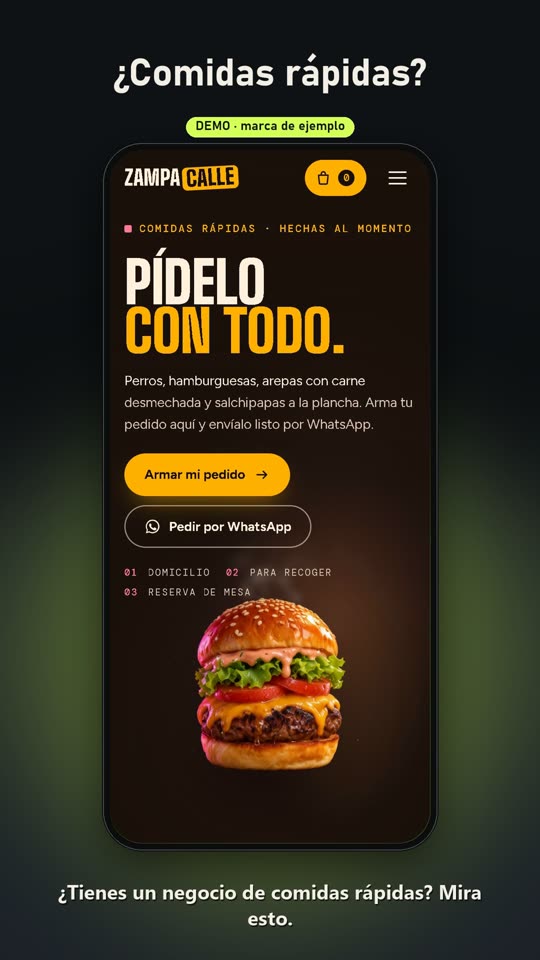 ¿Comidas rápidas?
DEMO · marca de ejemplo
ZAMPA CALLE
0
COMIDAS RÁPIDAS · HECHAS AL MOMENTO
PÍDELO
CON TODO.
Perros, hamburguesas, arepas con carne
desmechada y salchipapas a la plancha. Arma tu
pedido aquí y envíalo listo por WhatsApp.
Armar mi pedido →
Pedir por WhatsApp
01 DOMICILIO 02 PARA RECOGER
03 RESERVA DE MESA
¿Tienes un negocio de comidas rápidas? Mira
esto.